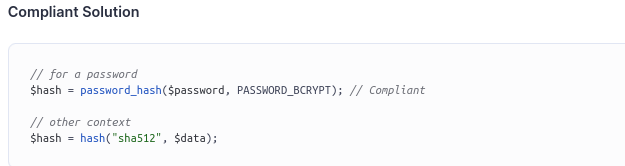 Compliant Solution
// for a password
$hash = password_hash($password, PASSWORD_BCRYPT); // Compliant
// other context
$hash = hash("sha512", $data);